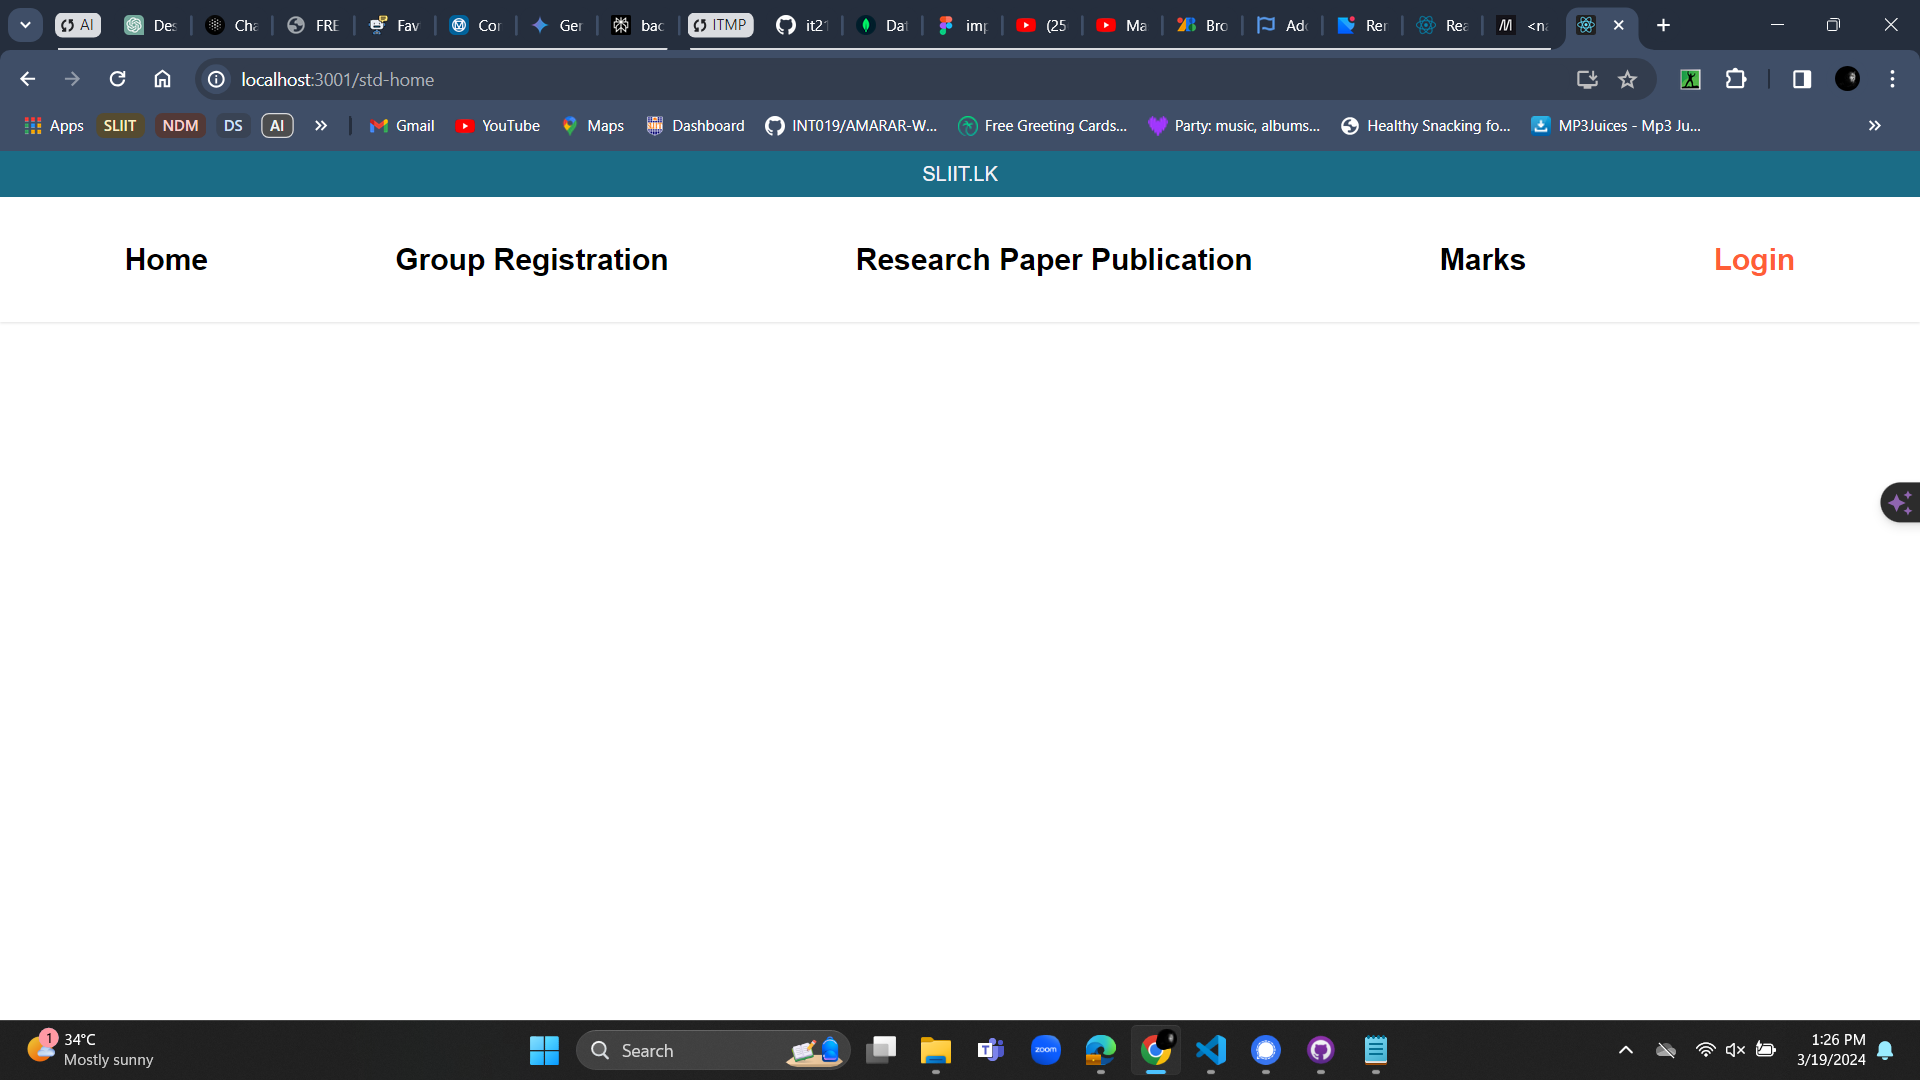 AI
Des
Cha
FRE
Fav
Cor
Ger
bac
ITMP
it21
Dat
imp
(25
Ma
Bro
Adc
Rer
Rea
<na
localhost:3001/std-home
Apps
SLIIT
NDM
DS
AI
Gmail
YouTube
Maps
Dashboard
INT019/AMARAR-W...
Free Greeting Cards...
Party: music, albums...
Healthy Snacking fo...
MP3Juices - Mp3 Ju...
SLIIT.LK
Home
Group Registration
Research Paper Publication
Marks
Login
1
34°C
Mostly sunny
Search
zoom
1:26 PM
3/19/2024